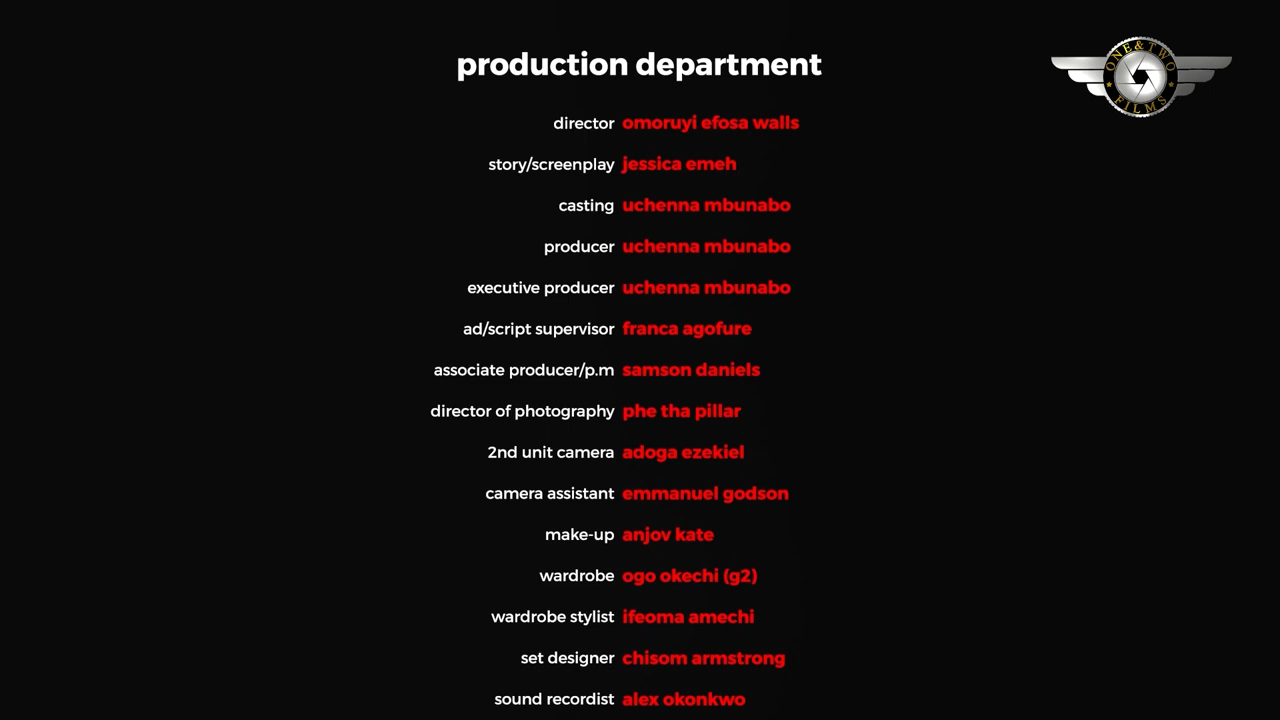 production department
ONE&TWO
FILMS
director omoruyi efosa walls
story/screenplay jessica emeh
casting uchenna mbunabo
producer uchenna mbunabo
executive producer uchenna mbunabo
ad/script supervisor franca agofure
associate producer/p.m samson daniels
director of photography phe tha pillar
2nd unit camera adoga ezekiel
camera assistant emmanuel godson
make-up anjov kate
wardrobe ogo okechi (g2)
wardrobe stylist ifeoma amechi
set designer chisom armstrong
sound recordist alex okonkwo